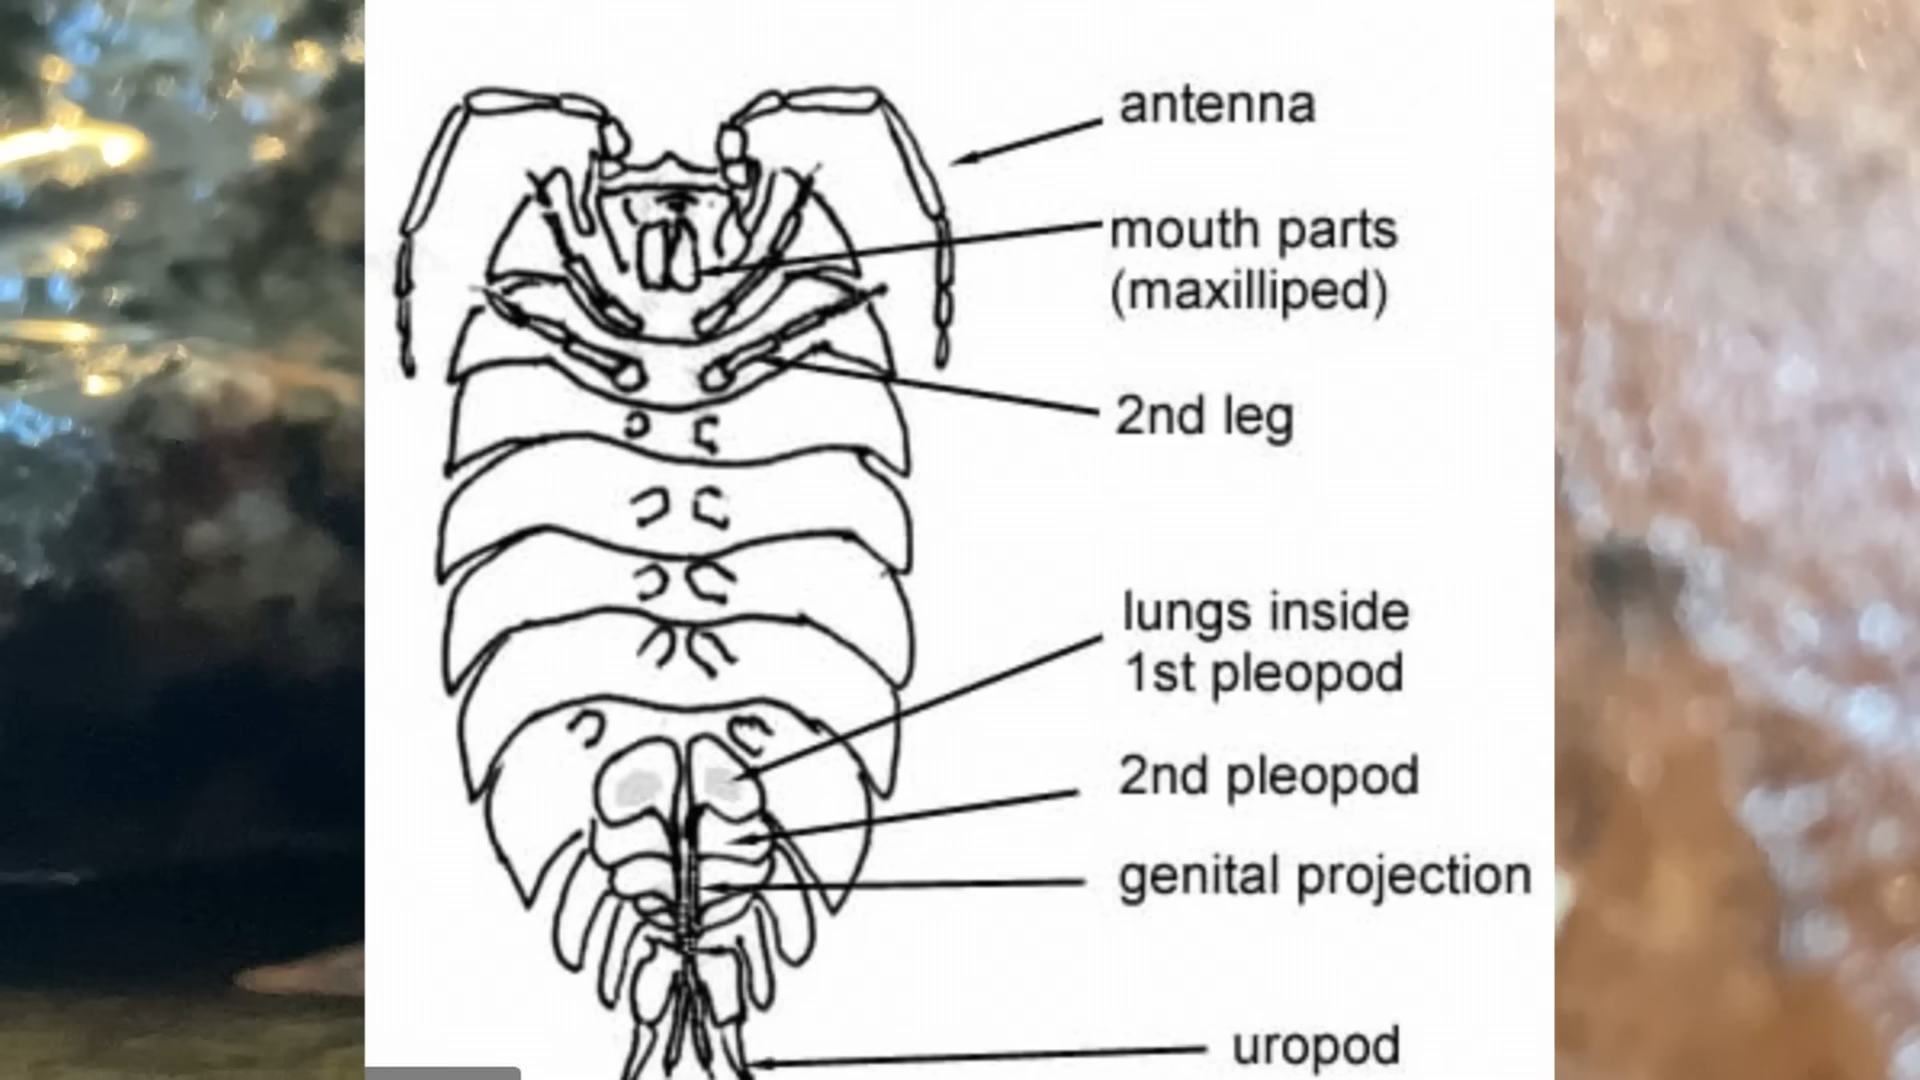 antenna
mouth parts
(maxilliped)
2nd leg
lungs inside
1st pleopod
2nd pleopod
genital projection
uropod